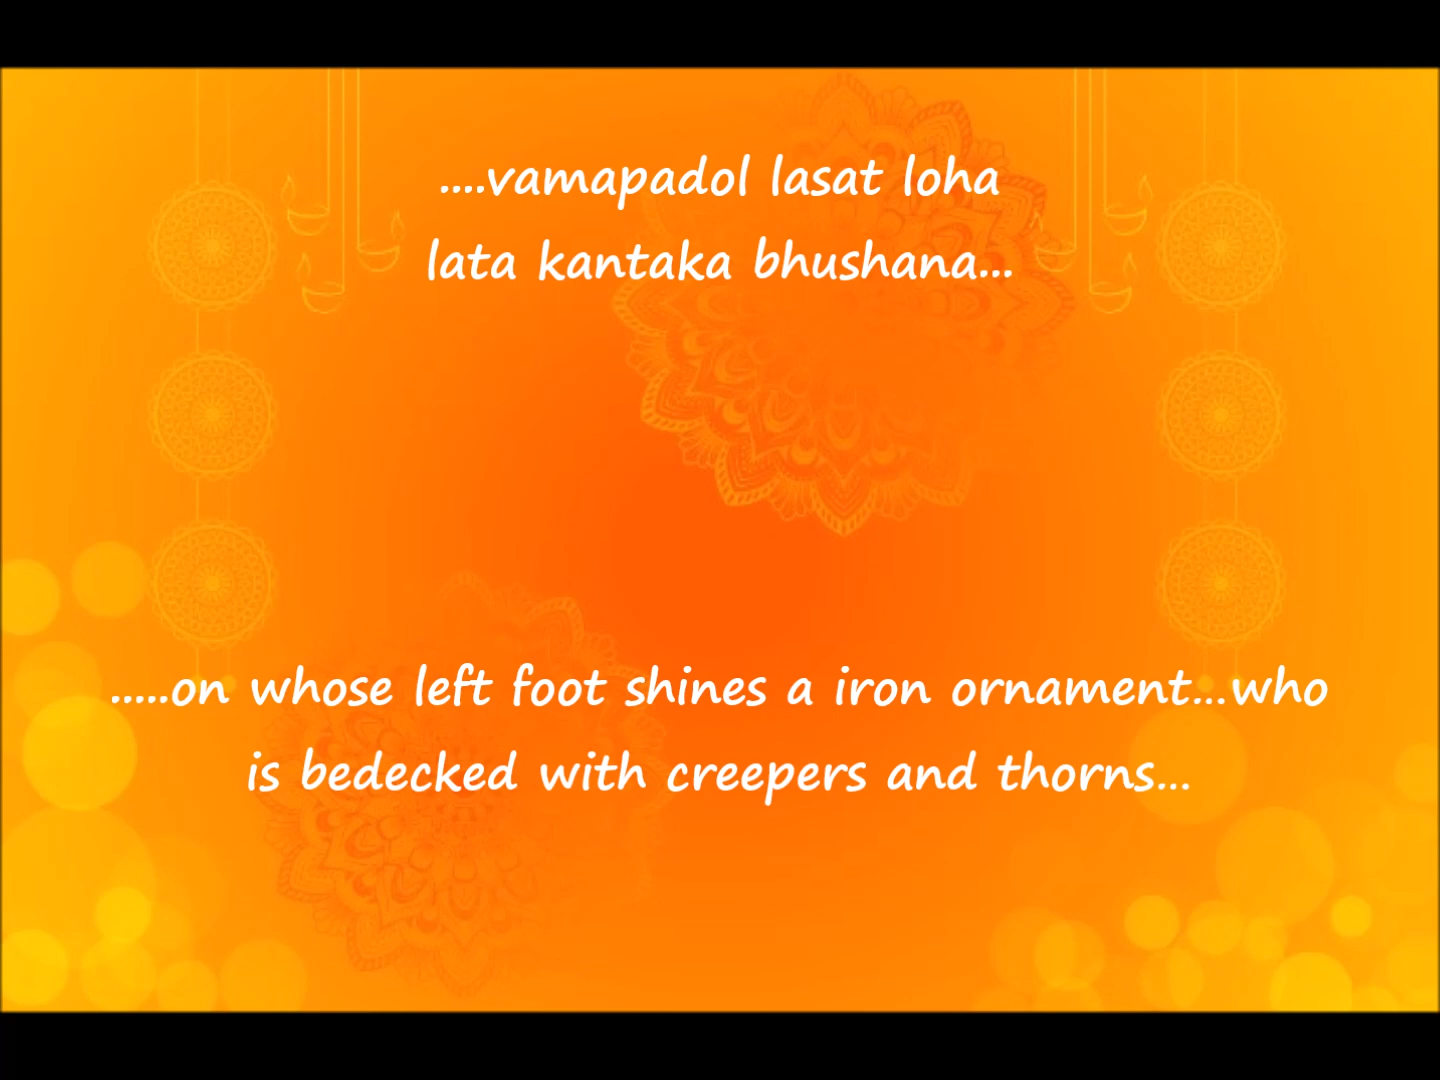 ....vamapadol lasat loha
lata kantaka bhushana...
.....on whose left foot shines a iron ornament...who
is bedecked with creepers and thorns...